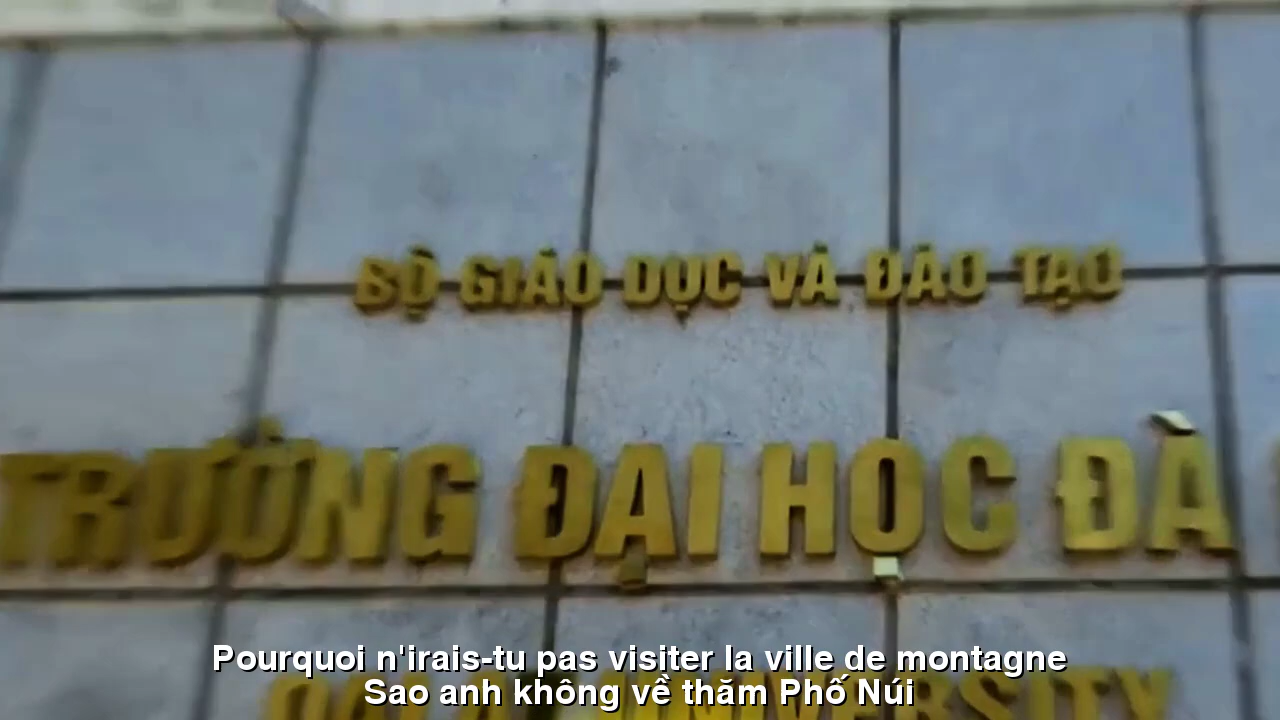 BỘ GIÁO DỤC VÀ ĐÀO TẠO
TRƯỜNG ĐẠI HỌC ĐÀ
UNIVERSITY
Pourquoi n'irais-tu pas visiter la ville de montagne
Sao anh không về thăm Phố Núi